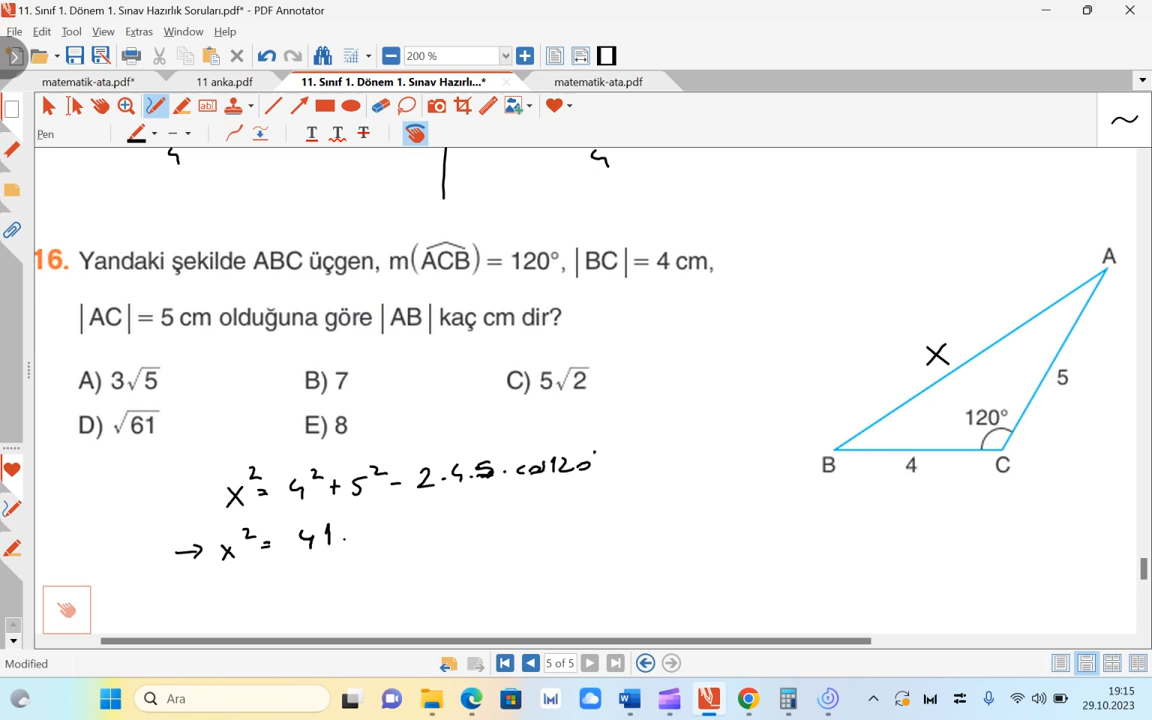 11. Sınıf 1. Dönem 1. Sınav Hazırlık Soruları.pdf* - PDF Annotator
File Edit Tool View Extras Window Help
200 %
matematik-ata.pdf* 11 anka.pdf 11. Sınıf 1. Dönem 1. Sınav Hazırlı...* matematik-ata.pdf
Pen
4 4
16. Yandaki şekilde ABC üçgen, m(ACB) = 120°, |BC| = 4 cm,
|AC| = 5 cm olduğuna göre |AB| kaç cm dir?
A) 3√5 B) 7 C) 5√2
D) √61 E) 8
A
X
5
120°
B 4 C
x² = 4² + 5² - 2.4.5.cos120°
→ x² = 41.
5 of 5
Modified
Ara
19:15
29.10.2023